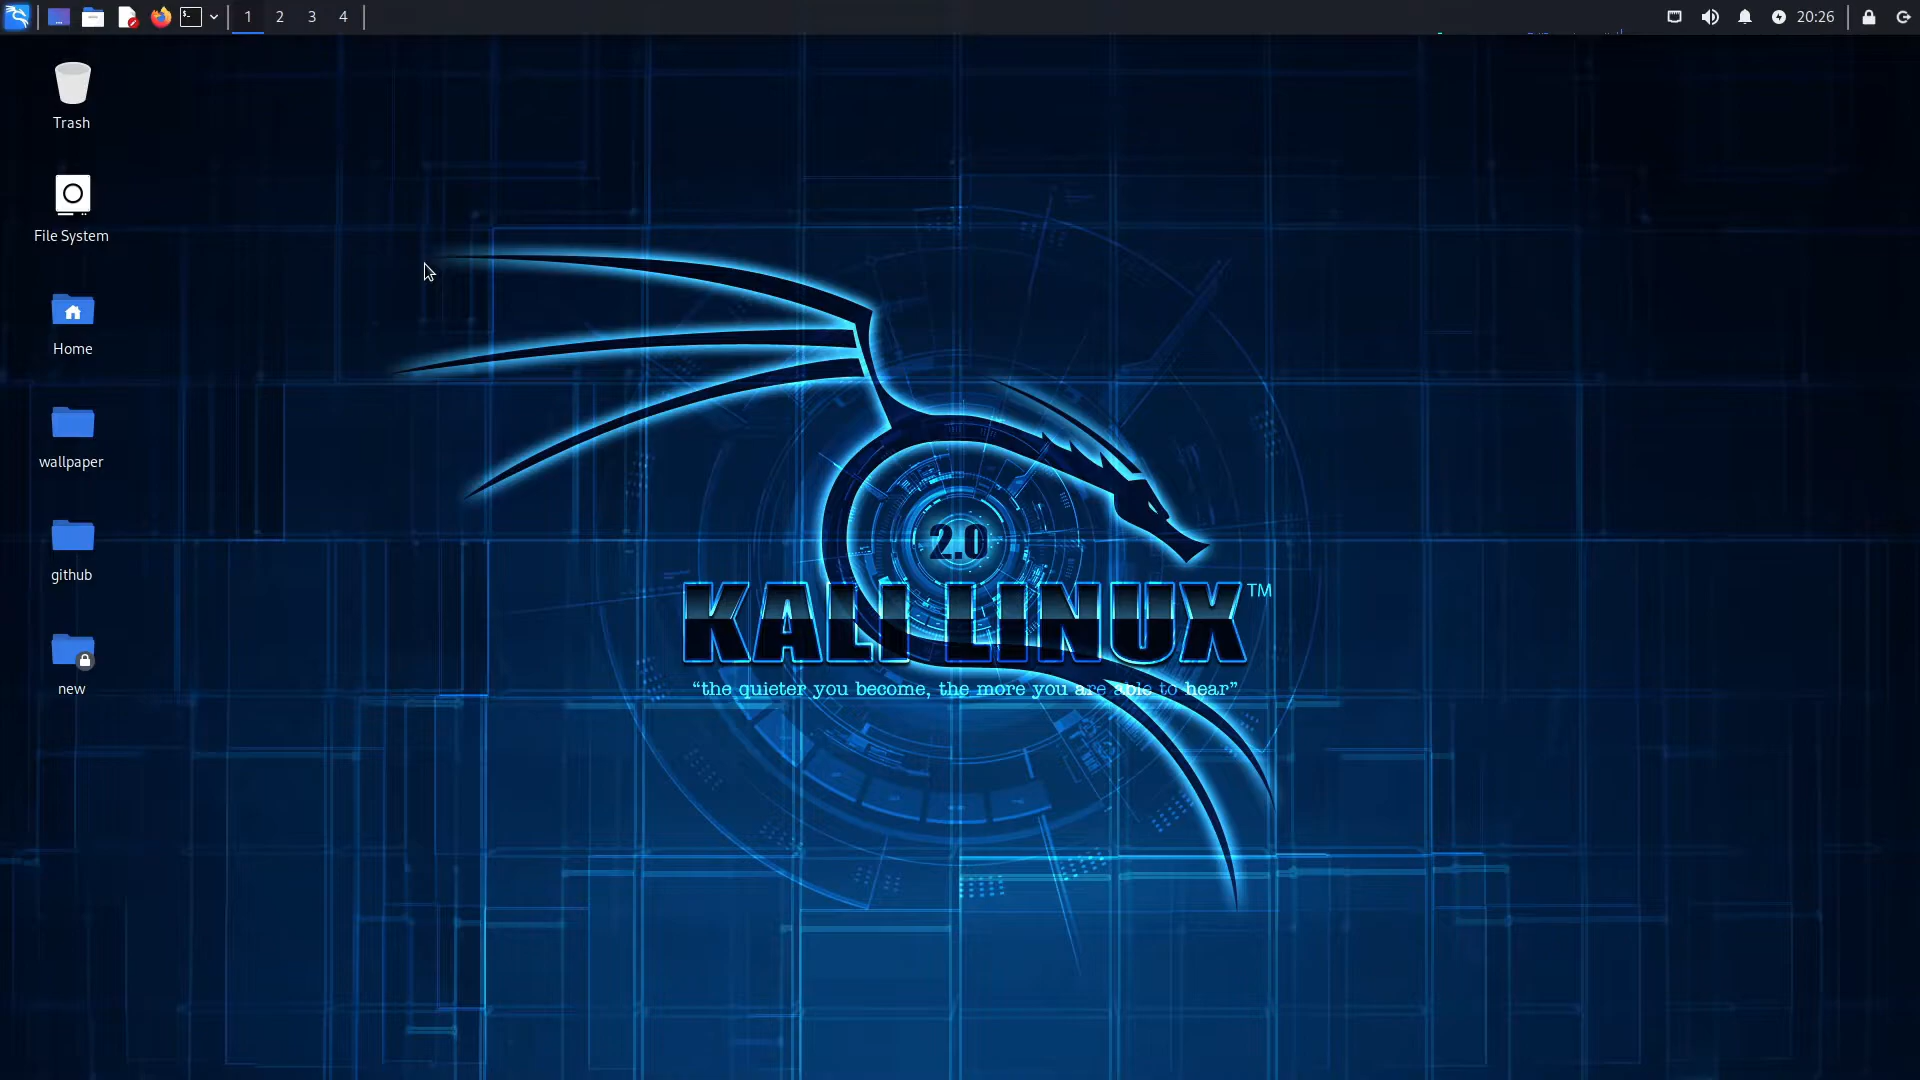 1 2 3 4
20:26
Trash
File System
Home
wallpaper
github
new
2.0
KALI LINUX™
“the quieter you become, the more you are able to hear”